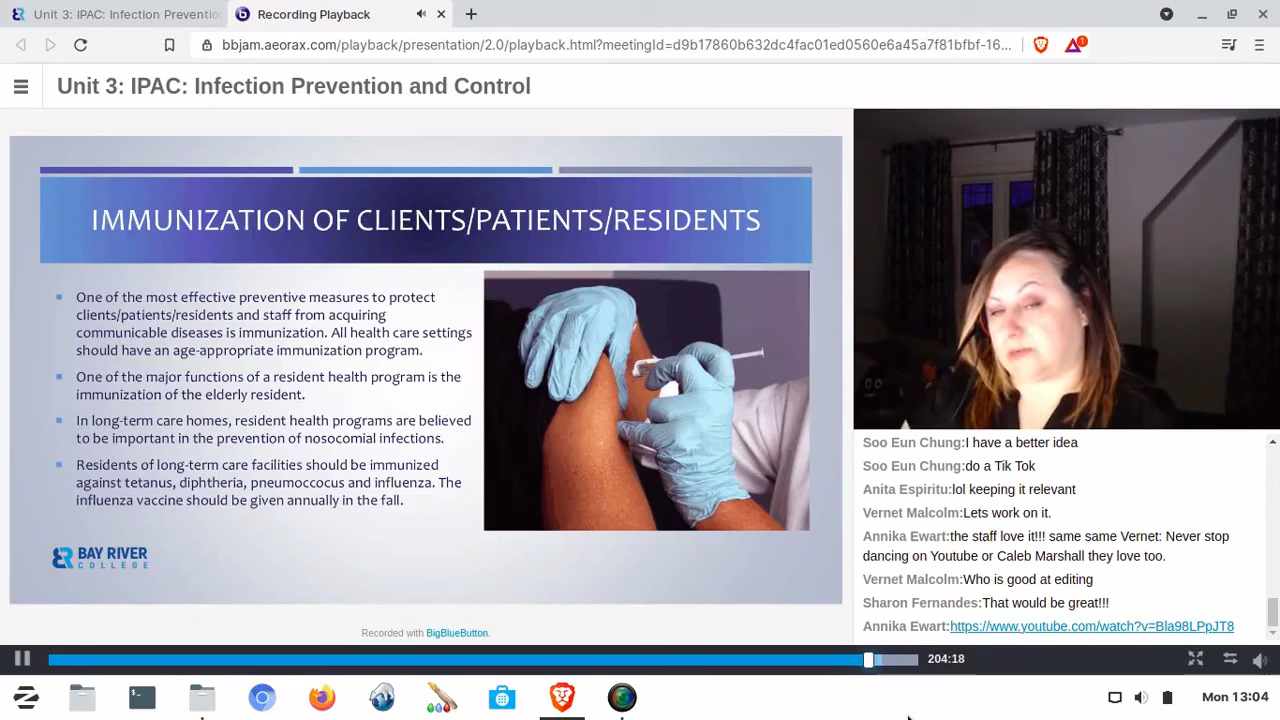 Unit 3: IPAC: Infection Preventio
Recording Playback
bbjam.aeorax.com/playback/presentation/2.0/playback.html?meetingId=d9b17860b632dc4fac01ed0560e6a45a7f81bfbf-16...
1
Unit 3: IPAC: Infection Prevention and Control
IMMUNIZATION OF CLIENTS/PATIENTS/RESIDENTS
One of the most effective preventive measures to protect
clients/patients/residents and staff from acquiring
communicable diseases is immunization. All health care settings
should have an age-appropriate immunization program.
One of the major functions of a resident health program is the
immunization of the elderly resident.
In long-term care homes, resident health programs are believed
to be important in the prevention of nosocomial infections.
Residents of long-term care facilities should be immunized
against tetanus, diphtheria, pneumoccocus and influenza. The
influenza vaccine should be given annually in the fall.
BAY RIVER
COLLEGE
Recorded with BigBlueButton.
Soo Eun Chung:I have a better idea
Soo Eun Chung:do a Tik Tok
Anita Espiritu:lol keeping it relevant
Vernet Malcolm:Lets work on it.
Annika Ewart:the staff love it!!! same same Vernet: Never stop
dancing on Youtube or Caleb Marshall they love too.
Vernet Malcolm:Who is good at editing
Sharon Fernandes:That would be great!!!
Annika Ewart:https://www.youtube.com/watch?v=Bla98LPpJT8
204:18
Mon 13:04